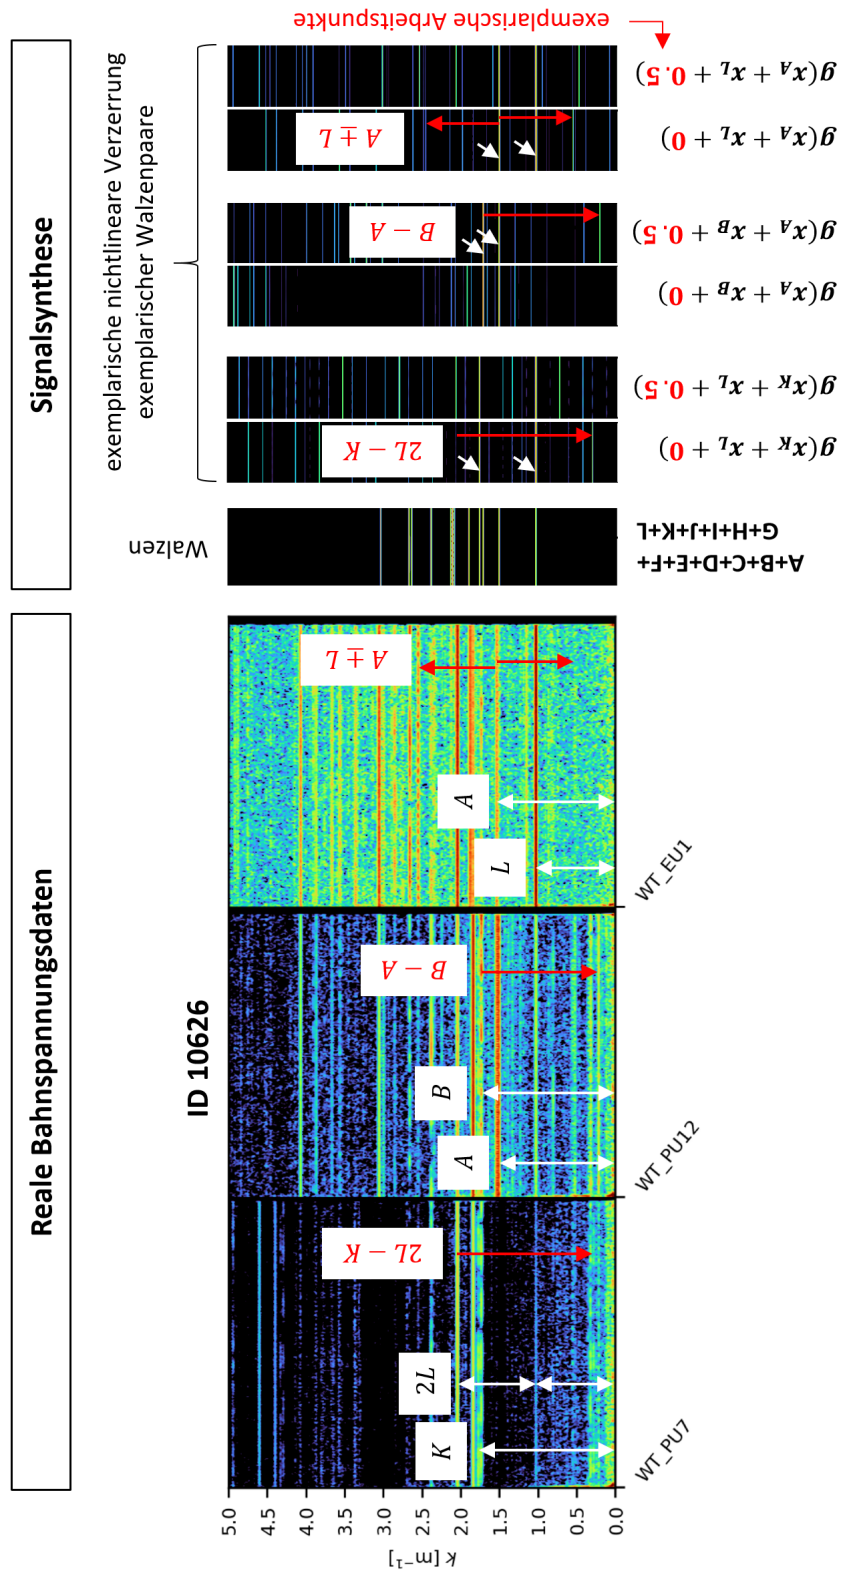 Reale Bahnspannungsdaten
Signalsynthese
ID 10626
exemplarische nichtlineare Verzerrung
exemplarischer Walzenpaare
Walzen
k [m⁻¹]
5.0
4.5
4.0
3.5
3.0
2.5
2.0
1.5
1.0
0.5
0.0
K
2L
2L − K
A
B
B − A
L
A
A ± L
2L − K
B − A
A ± L
WT_PU7
WT_PU12
WT_EU1
A+B+C+D+E+F+
G+H+I+J+K+L
g(x_K + x_L + 0)
g(x_K + x_L + 0.5)
g(x_A + x_B + 0)
g(x_A + x_B + 0.5)
g(x_A + x_L + 0)
g(x_A + x_L + 0.5)
exemplarische Arbeitspunkte